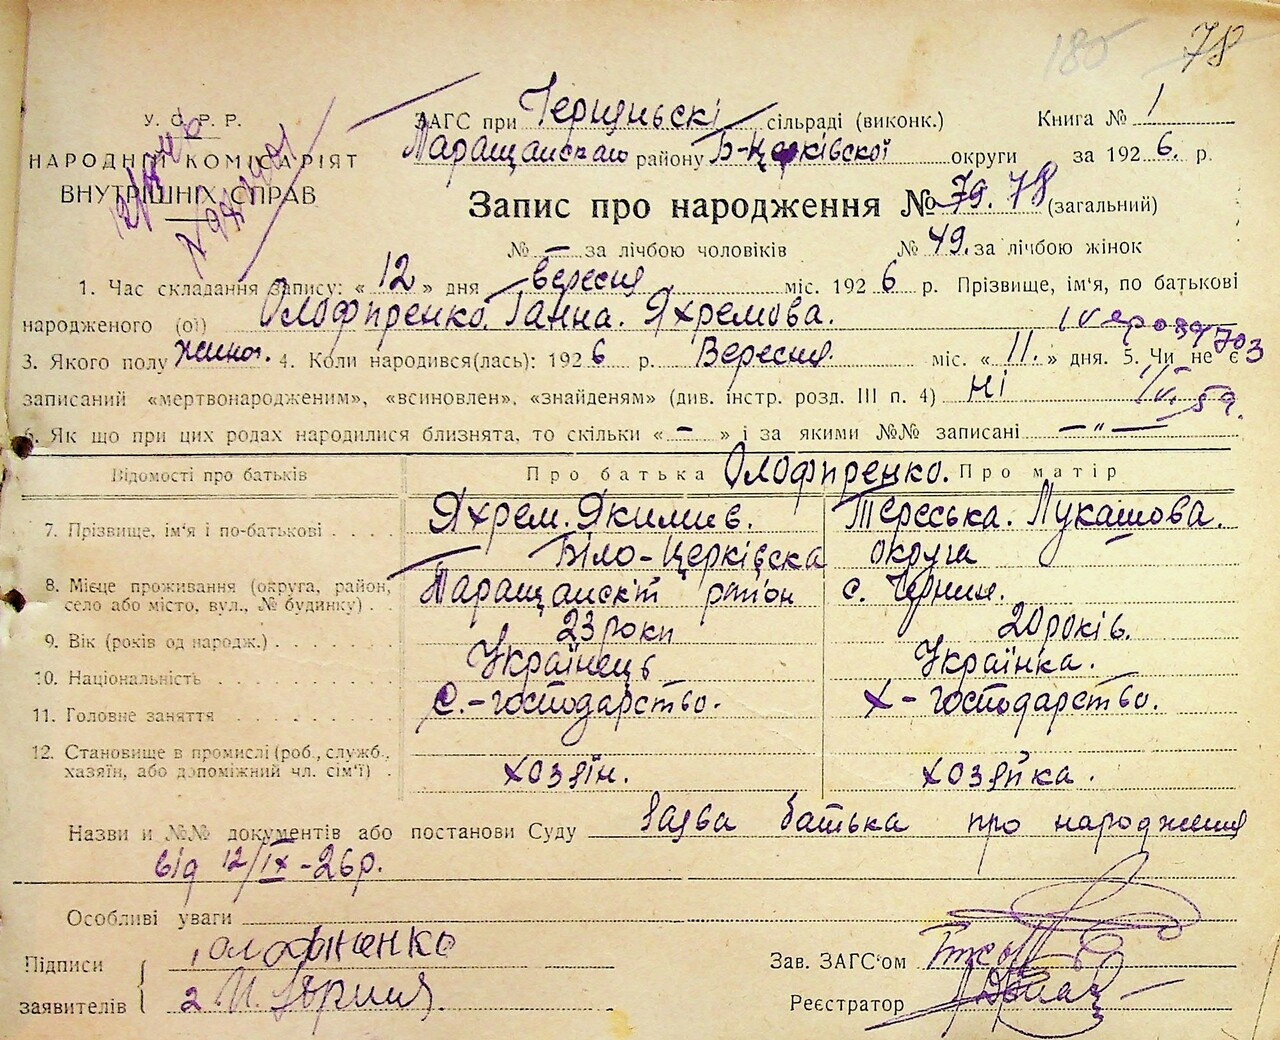 180 78
У. С. Р. Р.
НАРОДНІЙ КОМІСАРІЯТ
ВНУТРІШНІХ СПРАВ
ЗАГС при сільраді (виконк.) Книга № 1
Таращанского району Б-Церківской округи за 1926. р.
Запис про народження № 79. 78 (загальний)
№ – за лічбою чоловіків № 49. за лічбою жінок
1. Час складання запису: « 12 » дня вересня міс. 1926 р. Прізвище, ім'я, по батькові
народженого (ої) Олофиренко. Ганна. Яхремова.
3. Якого полу жиноч. 4. Коли народився(лась): 1926 р. Вересня. міс. « 11. » дня. 5. Чи не є
записаний «мертвонародженим», «всиновлен», «знайденям» (див. інстр. розд. III п. 4) Ні
59.
6. Як що при цих родах народилися близнята, то скільки « – » і за якими №№ записані – " –
Відомості про батьків Про батька Олофиренко. Про матір
7. Прізвище, ім'я і по-батькові Яхрем. Якимив. Тереська. Лукашова.
Біло-Церківска округа
8. Місце проживання (округа, район, село або місто, вул., № будинку) Таращанскій район с. Чернин.
9. Вік (років од народж.) 23 роки 20 років.
10. Національність Українець Українка.
11. Головне заняття С.-господарство. Х-господарство.
12. Становище в промислі (роб., служб.,
хазяїн, або допоміжний чл. сім'ї) хозяїн. хозяйка.
Назви и №№ документів або постанови Суду Заява батька про народження
від 12/IX-26р.
Особливі уваги
Підписи 1
Зав. ЗАГС'ом
заявителів 2
Реєстратор